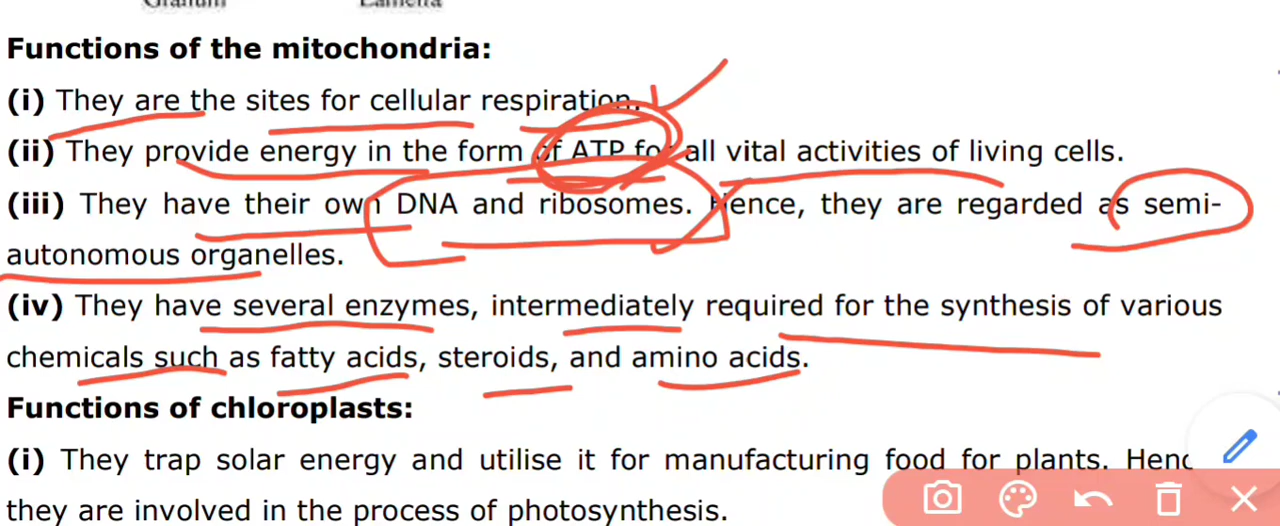 Granum Lamella
Functions of the mitochondria:
(i) They are the sites for cellular respiration.
(ii) They provide energy in the form of ATP for all vital activities of living cells.
(iii) They have their own DNA and ribosomes. Hence, they are regarded as semi-
autonomous organelles.
(iv) They have several enzymes, intermediately required for the synthesis of various
chemicals such as fatty acids, steroids, and amino acids.
Functions of chloroplasts:
(i) They trap solar energy and utilise it for manufacturing food for plants.
they are involved in the process of photosynthesis.